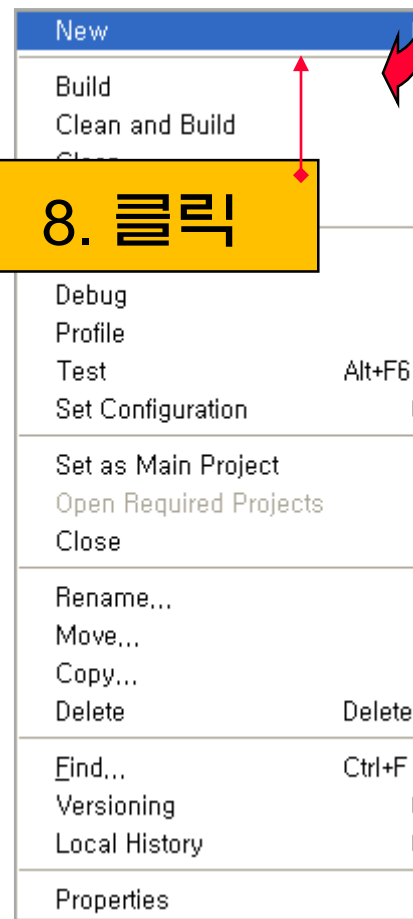 New
Build
Clean and Build
8. 클릭
Debug
Profile
Test Alt+F6
Set Configuration
Set as Main Project
Open Required Projects
Close
Rename...
Move...
Copy...
Delete Delete
Find... Ctrl+F
Versioning
Local History
Properties